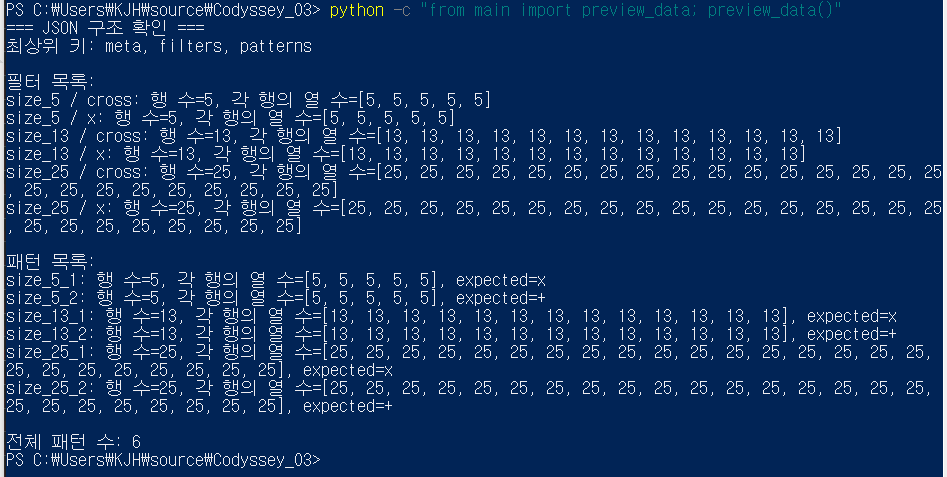 PS C:₩Users₩KJH₩source₩Codyssey_03> python -c "from main import preview_data; preview_data()"
=== JSON 구조 확인 ===
최상위 키: meta, filters, patterns
필터 목록:
size_5 / cross: 행 수=5, 각 행의 열 수=[5, 5, 5, 5, 5]
size_5 / x: 행 수=5, 각 행의 열 수=[5, 5, 5, 5, 5]
size_13 / cross: 행 수=13, 각 행의 열 수=[13, 13, 13, 13, 13, 13, 13, 13, 13, 13, 13, 13, 13]
size_13 / x: 행 수=13, 각 행의 열 수=[13, 13, 13, 13, 13, 13, 13, 13, 13, 13, 13, 13, 13]
size_25 / cross: 행 수=25, 각 행의 열 수=[25, 25, 25, 25, 25, 25, 25, 25, 25, 25, 25, 25, 25, 25, 25, 25
, 25, 25, 25, 25, 25, 25, 25, 25, 25]
size_25 / x: 행 수=25, 각 행의 열 수=[25, 25, 25, 25, 25, 25, 25, 25, 25, 25, 25, 25, 25, 25, 25, 25, 25
, 25, 25, 25, 25, 25, 25, 25, 25]
패턴 목록:
size_5_1: 행 수=5, 각 행의 열 수=[5, 5, 5, 5, 5], expected=x
size_5_2: 행 수=5, 각 행의 열 수=[5, 5, 5, 5, 5], expected=+
size_13_1: 행 수=13, 각 행의 열 수=[13, 13, 13, 13, 13, 13, 13, 13, 13, 13, 13, 13, 13], expected=x
size_13_2: 행 수=13, 각 행의 열 수=[13, 13, 13, 13, 13, 13, 13, 13, 13, 13, 13, 13, 13], expected=+
size_25_1: 행 수=25, 각 행의 열 수=[25, 25, 25, 25, 25, 25, 25, 25, 25, 25, 25, 25, 25, 25, 25, 25, 25,
25, 25, 25, 25, 25, 25, 25, 25], expected=x
size_25_2: 행 수=25, 각 행의 열 수=[25, 25, 25, 25, 25, 25, 25, 25, 25, 25, 25, 25, 25, 25, 25, 25, 25,
25, 25, 25, 25, 25, 25, 25, 25], expected=+
전체 패턴 수: 6
PS C:₩Users₩KJH₩source₩Codyssey_03>